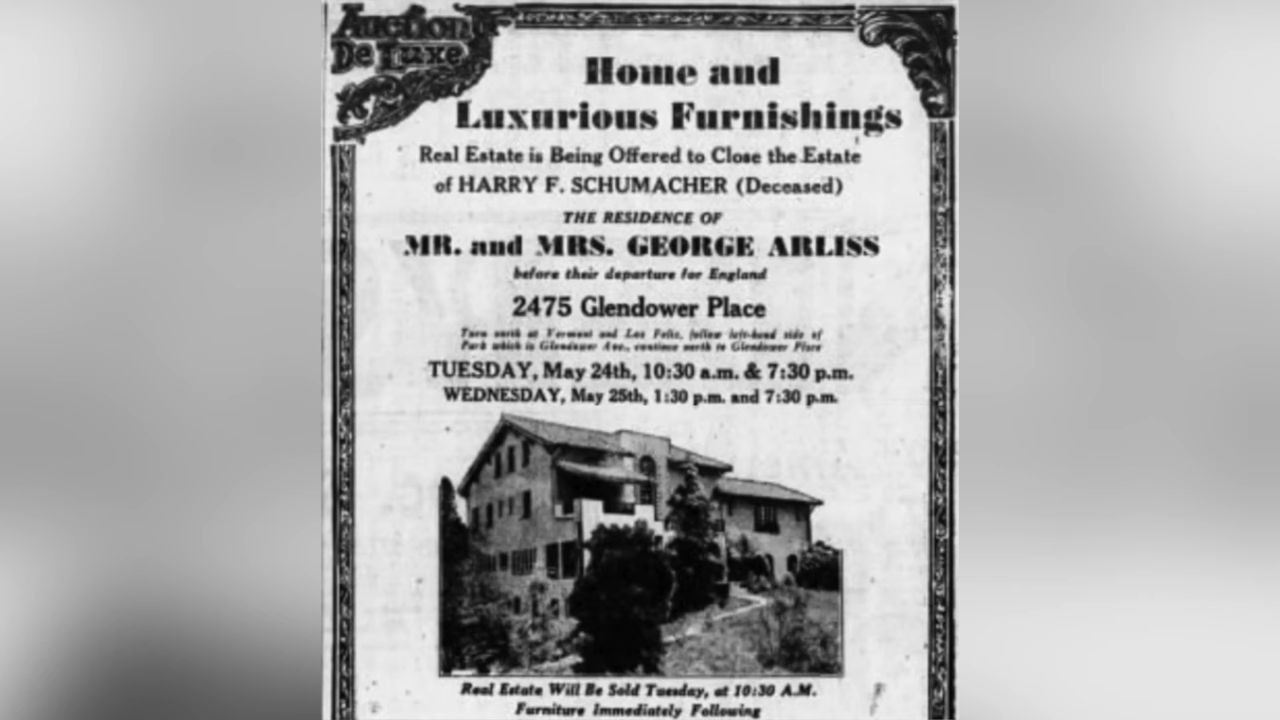 Auction
De Luxe
Home and
Luxurious Furnishings
Real Estate is Being Offered to Close the Estate
of HARRY F. SCHUMACHER (Deceased)
THE RESIDENCE OF
MR. and MRS. GEORGE ARLISS
before their departure for England
2475 Glendower Place
Turn north at Vermont and Los Feliz, follow left-hand side of
Park which is Glendower Ave., continue north to Glendower Place
TUESDAY, May 24th, 10:30 a.m. & 7:30 p.m.
WEDNESDAY, May 25th, 1:30 p.m. and 7:30 p.m.
Real Estate Will Be Sold Tuesday, at 10:30 A.M.
Furniture Immediately Following